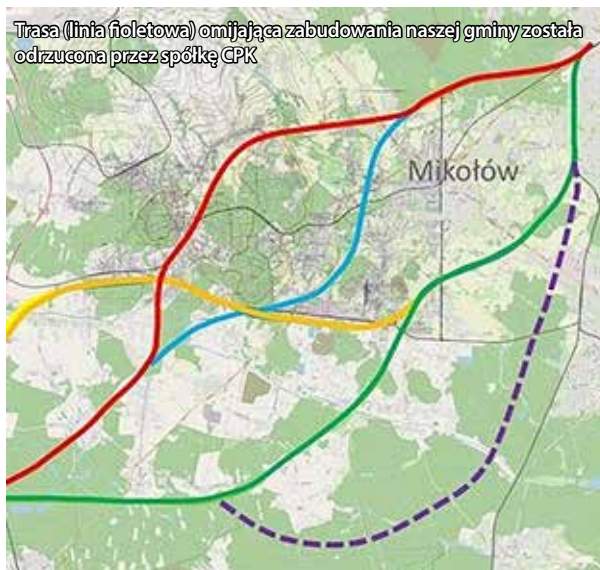 Trasa (linia fioletowa) omijająca zabudowania naszej gminy została
odrzucona przez spółkę CPK
Mikołów